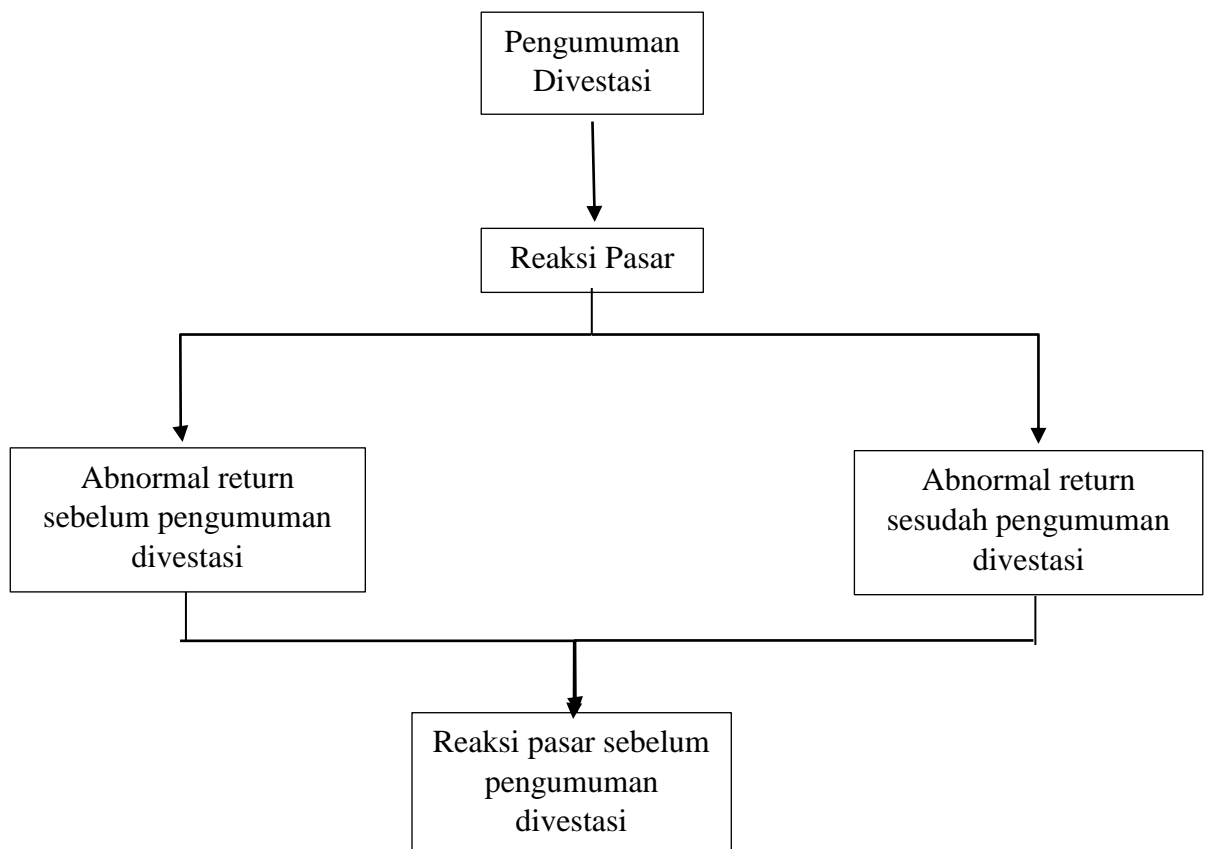 Pengumuman
Divestasi
Reaksi Pasar
Abnormal return
sebelum pengumuman
divestasi
Abnormal return
sesudah pengumuman
divestasi
Reaksi pasar sebelum
pengumuman
divestasi